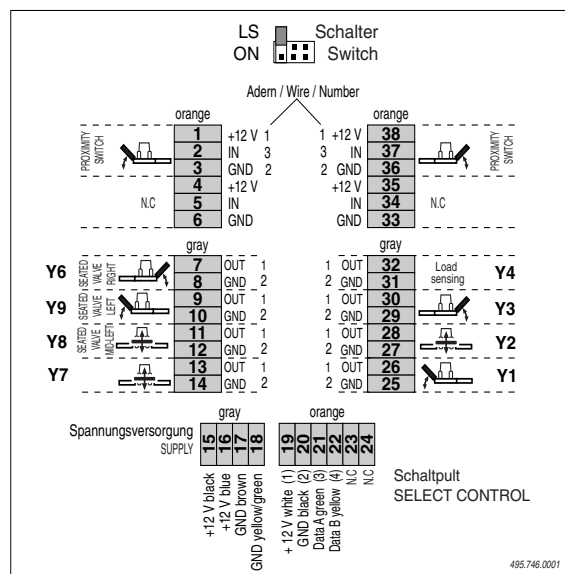 LS Schalter
ON Switch
Adern / Wire / Number
orange orange
PROXIMITY SWITCH 1 +12 V 1 1 +12 V 38 PROXIMITY SWITCH
2 IN 3 3 IN 37
3 GND 2 2 GND 36
4 +12 V +12 V 35
N.C 5 IN IN 34 N.C
6 GND GND 33
gray gray
Y6 SEATED VALVE RIGHT 7 OUT 1 1 OUT 32 Load sensing Y4
8 GND 2 2 GND 31
Y9 SEATED VALVE LEFT 9 OUT 1 1 OUT 30 Y3
10 GND 2 2 GND 29
Y8 SEATED VALVE MID-LEFT 11 OUT 1 1 OUT 28 Y2
12 GND 2 2 GND 27
Y7 13 OUT 1 1 OUT 26 Y1
14 GND 2 2 GND 25
gray orange
Spannungsversorgung
SUPPLY
15 16 17 18 19 20 21 22 23 24
+12 V black
+12 V blue
GND brown
GND yellow/green
+ 12 V white (1)
GND black (2)
Data A green (3)
Data B yellow (4)
N.C
N.C
Schaltpult
SELECT CONTROL
495.746.0001